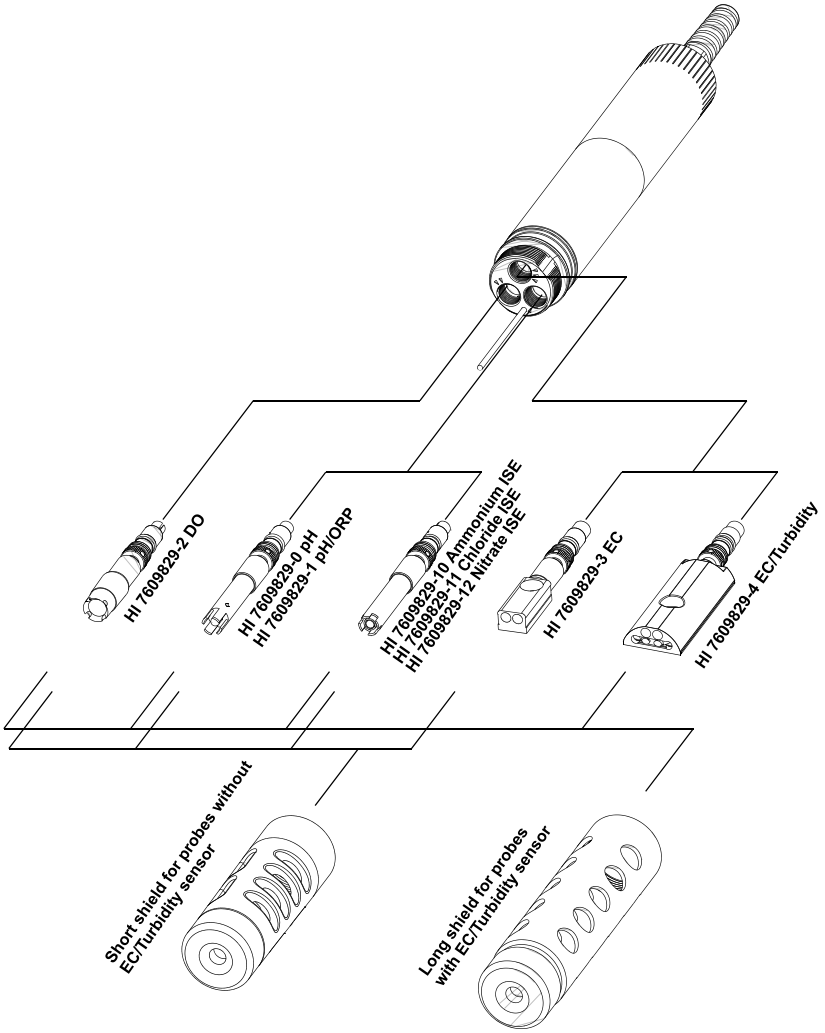 HI 7609829-2 DO
HI 7609829-0 pH
HI 7609829-1 pH/ORP
HI 7609829-10 Ammonium ISE
HI 7609829-11 Chloride ISE
HI 7609829-12 Nitrate ISE
HI 7609829-3 EC
HI 7609829-4 EC/Turbidity
Short shield for probes without
EC/Turbidity sensor
Long shield for probes
with EC/Turbidity sensor